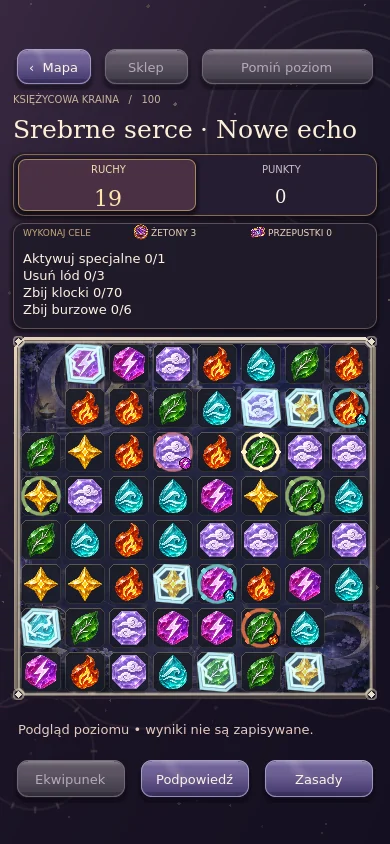 ‹ Mapa
Sklep
Pomiń poziom
KSIĘŻYCOWA KRAINA / 100
Srebrne serce · Nowe echo
RUCHY
19
PUNKTY
0
WYKONAJ CELE
ŻETONY 3
PRZEPUSTKI 0
Aktywuj specjalne 0/1
Usuń lód 0/3
Zbij klocki 0/70
Zbij burzowe 0/6
Podgląd poziomu • wyniki nie są zapisywane.
Ekwipunek
Podpowiedź
Zasady